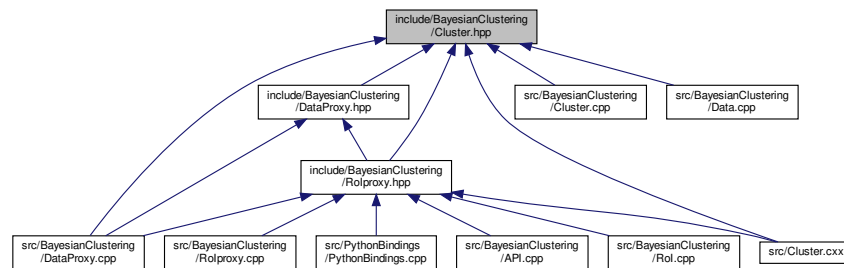 include/BayesianClustering
/Cluster.hpp
include/BayesianClustering
/DataProxy.hpp
src/BayesianClustering
/Cluster.cpp
src/BayesianClustering
/Data.cpp
include/BayesianClustering
/RoIproxy.hpp
src/BayesianClustering
/DataProxy.cpp
src/BayesianClustering
/RoIproxy.cpp
src/PythonBindings
/PythonBindings.cpp
src/BayesianClustering
/API.cpp
src/BayesianClustering
/RoI.cpp
src/Cluster.cxx